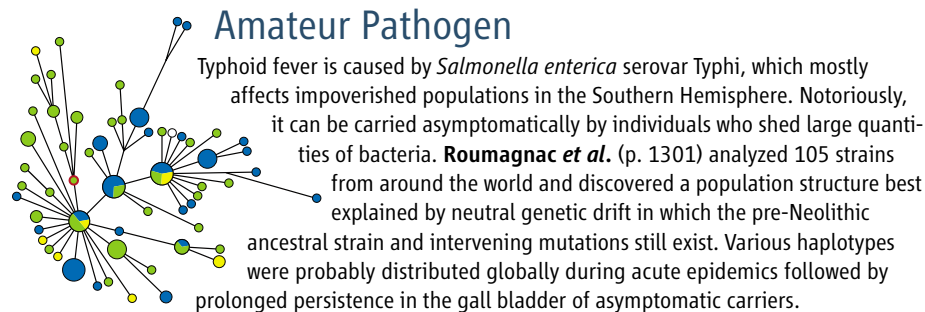 Amateur Pathogen
Typhoid fever is caused by Salmonella enterica serovar Typhi, which mostly
affects impoverished populations in the Southern Hemisphere. Notoriously,
it can be carried asymptomatically by individuals who shed large quanti-
ties of bacteria. Roumagnac et al. (p. 1301) analyzed 105 strains
from around the world and discovered a population structure best
explained by neutral genetic drift in which the pre-Neolithic
ancestral strain and intervening mutations still exist. Various haplotypes
were probably distributed globally during acute epidemics followed by
prolonged persistence in the gall bladder of asymptomatic carriers.